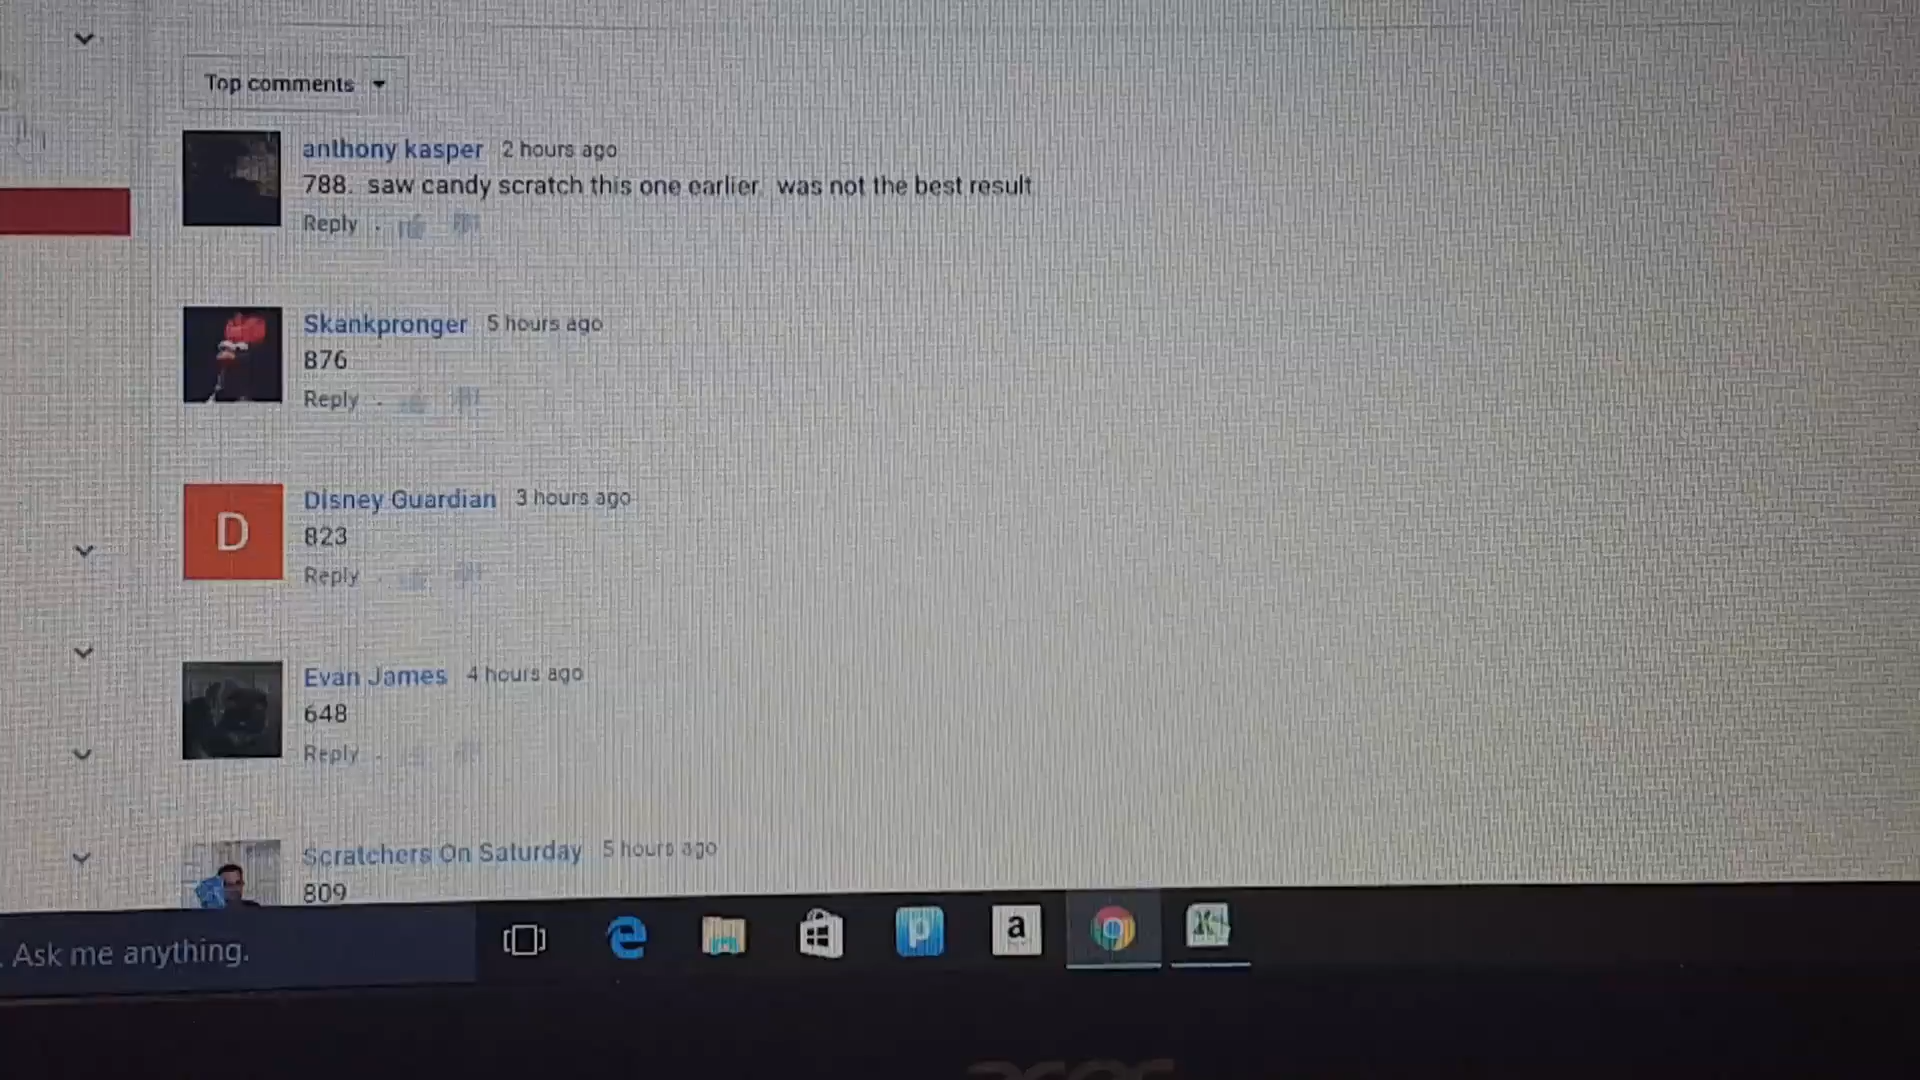 Top comments
anthony kasper 2 hours ago
788. saw candy scratch this one earlier. was not the best result
Reply
Skankpronger 5 hours ago
876
Reply
D
Disney Guardian 3 hours ago
823
Reply
Evan James 4 hours ago
648
Reply
Scratchers On Saturday 5 hours ago
809
Ask me anything.
e
p
a
X
acer